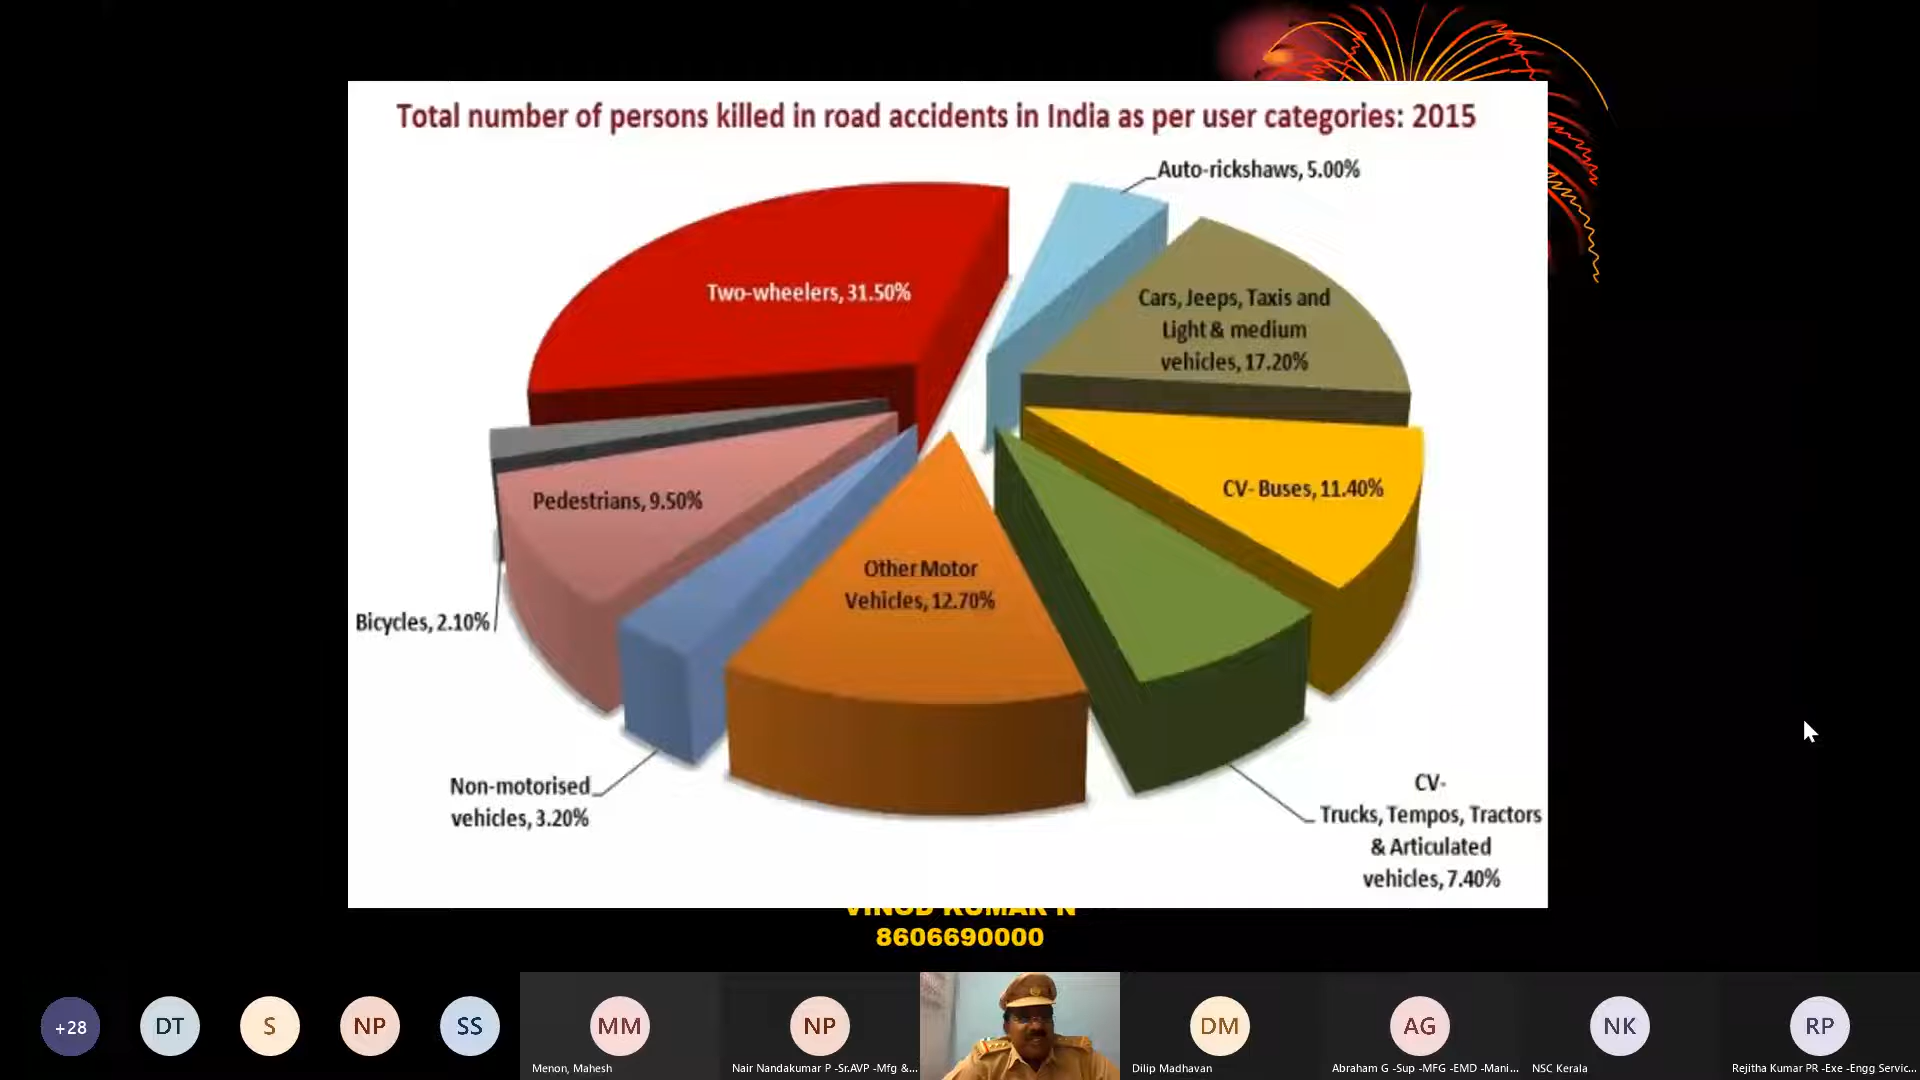 Total number of persons killed in road accidents in India as per user categories: 2015
Auto-rickshaws, 5.00%
Two-wheelers, 31.50%
Cars, Jeeps, Taxis and
Light & medium
vehicles, 17.20%
CV- Buses, 11.40%
Pedestrians, 9.50%
Other Motor
Vehicles, 12.70%
Bicycles, 2.10%
Non-motorised
vehicles, 3.20%
CV-
Trucks, Tempos, Tractors
& Articulated
vehicles, 7.40%
VINOD KUMAR N
8606690000
+28
DT
S
NP
SS
MM
NP
DM
AG
NK
RP
Menon, Mahesh
Nair Nandakumar P -Sr.AVP -Mfg &...
Dilip Madhavan
Abraham G -Sup -MFG -EMD -Mani...
NSC Kerala
Rejitha Kumar PR -Exe -Engg Servic...